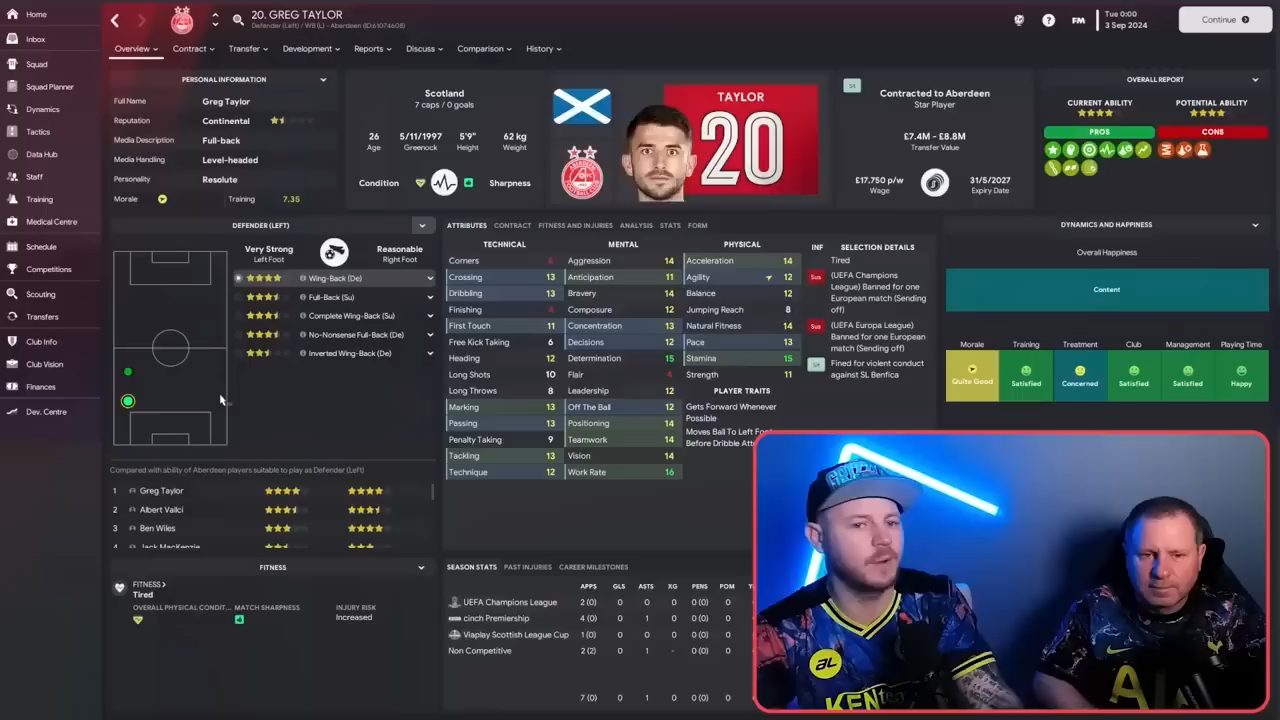 Home
Inbox
Squad
Squad Planner
Dynamics
Tactics
Data Hub
Staff
Training
Medical Centre
Schedule
Competitions
Scouting
Transfers
Club Info
Club Vision
Finances
Dev. Centre
20. GREG TAYLOR
FM
Tue 0:00
3 Sep 2024
Continue
Overview
Contract
Transfer
Development
Reports
Discuss
Comparison
History
PERSONAL INFORMATION
Full Name Greg Taylor
Reputation Continental
Media Description Full-back
Media Handling Level-headed
Personality Resolute
Morale Training 7.35
Scotland
7 caps / 0 goals
26 5/11/1997 5'9" 62 kg
Age Greenock Height Weight
Condition Sharpness
TAYLOR
20
Contracted to Aberdeen
Star Player
£7.4M - £8.8M
Transfer Value
£17.750 p/w 31/5/2027
Wage Expiry Date
OVERALL REPORT
CURRENT ABILITY POTENTIAL ABILITY
PROS CONS
DEFENDER (LEFT)
Very Strong Reasonable
Left Foot Right Foot
Wing-Back (De)
Full-Back (Su)
Complete Wing-Back (Su)
No-Nonsense Full-Back (De)
Inverted Wing-Back (De)
Compared with ability of Aberdeen players suitable to play as Defender (Left)
1 Greg Taylor
2 Albert Vallci
3 Ben Wiles
4 Jack MacKenzie
FITNESS
FITNESS >
Tired
OVERALL PHYSICAL CONDIT... MATCH SHARPNESS INJURY RISK
Increased
ATTRIBUTES CONTRACT FITNESS AND INJURIES ANALYSIS STATS FORM
TECHNICAL MENTAL PHYSICAL
Corners Aggression 14 Acceleration 14
Crossing 13 Anticipation 11 Agility 12
Dribbling 13 Bravery 14 Balance 12
Finishing Composure 12 Jumping Reach 8
First Touch 11 Concentration 13 Natural Fitness 14
Free Kick Taking 6 Decisions 12 Pace 13
Heading 12 Determination 15 Stamina 15
Long Shots 10 Flair 4 Strength 11
Long Throws 8 Leadership 12
Marking 13 Off The Ball 12
Passing 13 Positioning 14
Penalty Taking 9 Teamwork 14
Tackling 13 Vision 14
Technique 12 Work Rate 16
PLAYER TRAITS
Gets Forward Whenever
Possible
Moves Ball To Left Foot
Before Dribble
INF SELECTION DETAILS
Tired
Sus (UEFA Champions
League) Banned for one
European match (Sending
off)
Sus (UEFA Europa League)
Banned for one European
match (Sending off)
Fined for violent conduct
against SL Benfica
DYNAMICS AND HAPPINESS
Overall Happiness
Content
Morale Training Treatment Club Management Playing Time
Quite Good Satisfied Concerned Satisfied Satisfied Happy
SEASON STATS PAST INJURIES CAREER MILESTONES
APPS GLS ASTS XG PENS POM
UEFA Champions League 2 (0) 0 0 0 0 (0) 0
cinch Premiership 4 (0) 0 1 0 0 (0) 0
Viaplay Scottish League Cup 1 (0) 0 0 0 0 (0) 0
Non Competitive 2 (2) 0 1 - 0 (0) 0
7 (0) 0 1 0 0 (0) 0
AL